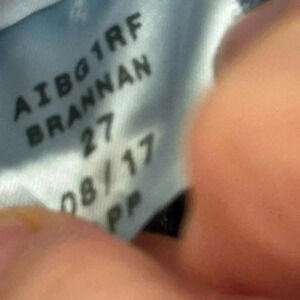 AIBG1RF
BRANNAN
27
08/17
PP